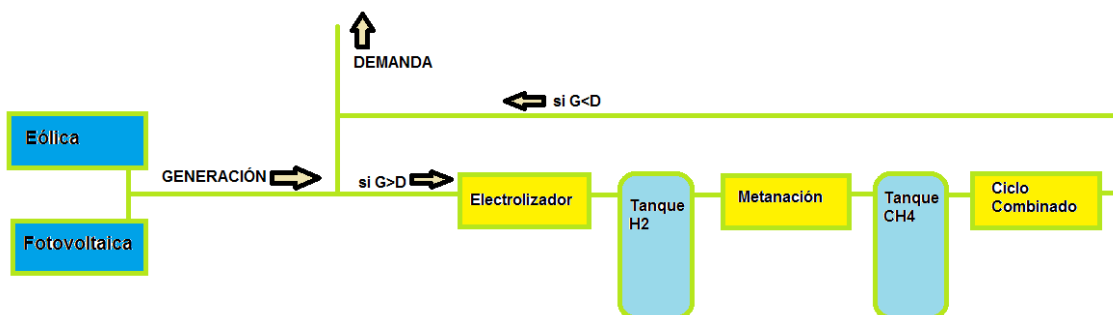 DEMANDA
si G<D
Eólica
GENERACIÓN
si G>D
Fotovoltaica
Electrolizador
Tanque
H2
Metanación
Tanque
CH4
Ciclo
Combinado